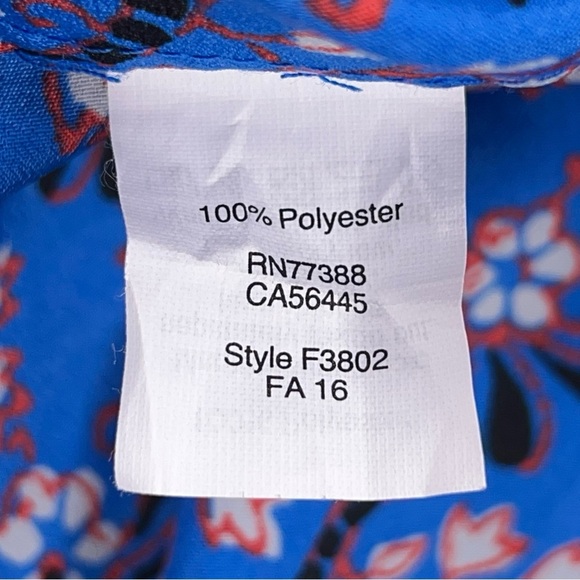 100% Polyester
RN77388
CA56445
Style F3802
FA 16